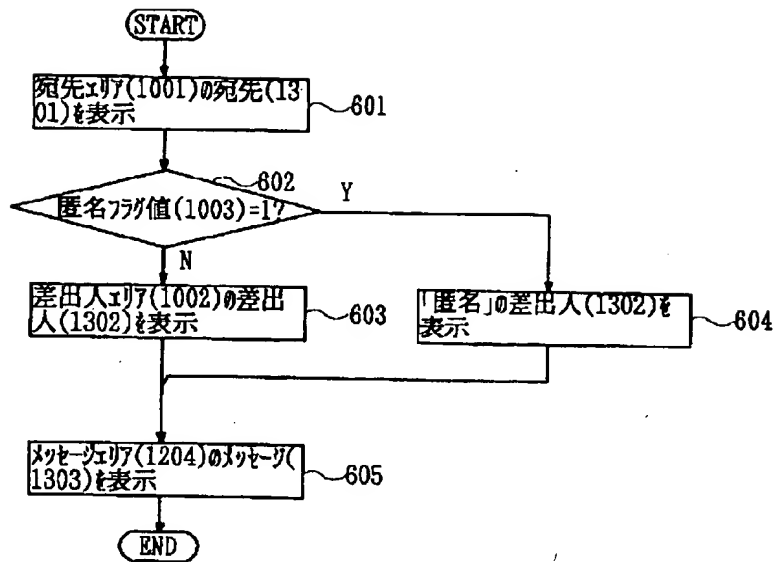 START
宛先エリア(1001)の宛先(13
01)を表示
601
602
匿名フラグ値(1003)=1?
Y
N
差出人エリア(1002)の差出
人(1302)を表示
603
「匿名」の差出人(1302)を
表示
604
メッセージエリア(1204)のメッセージ(
1303)を表示
605
END